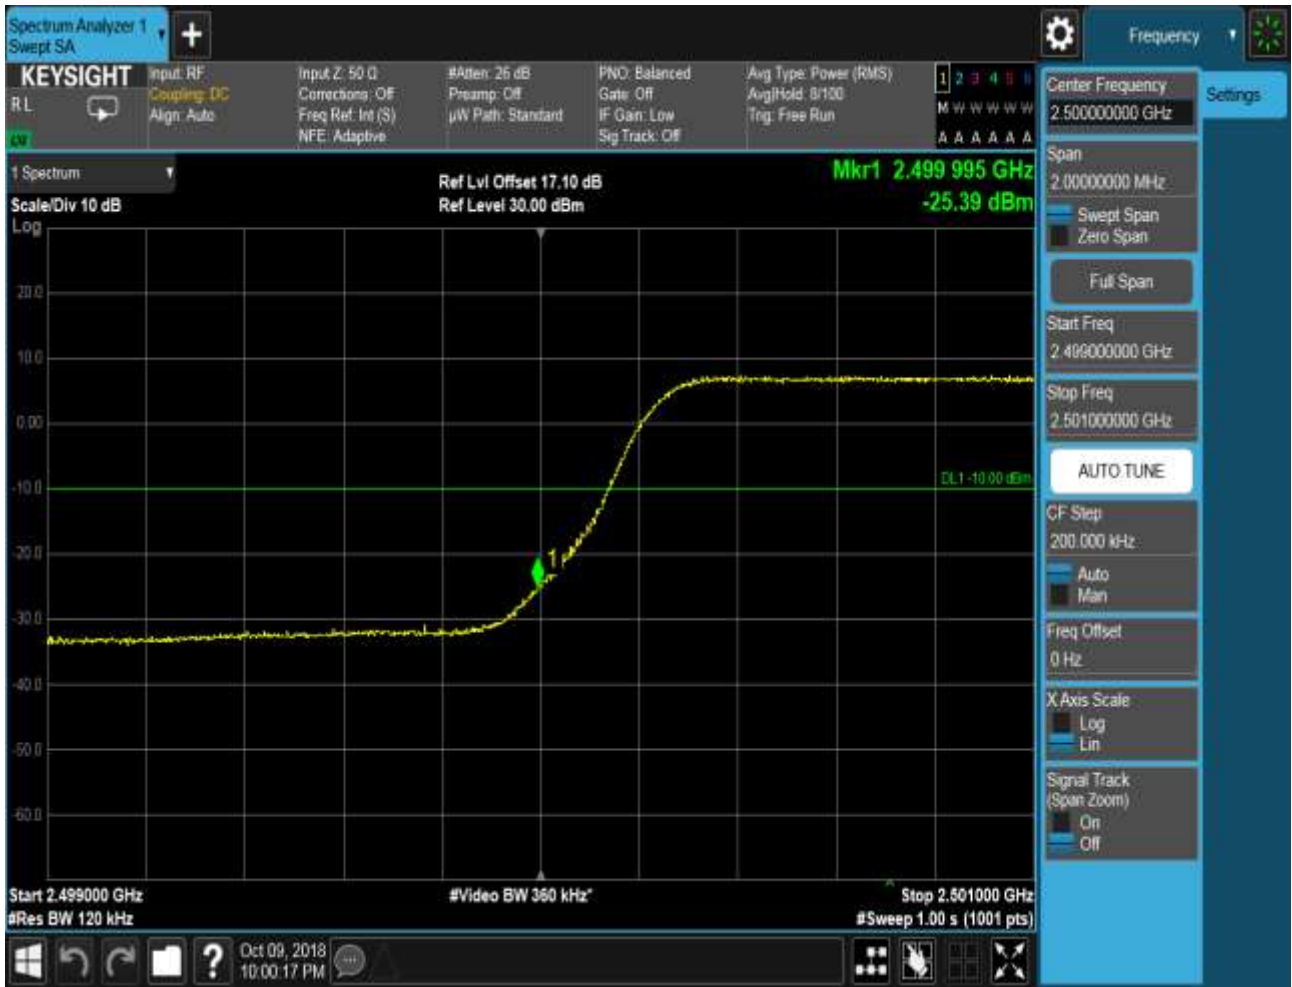 Spectrum Analyzer 1
Swept SA
+
Frequency
KEYSIGHT
RL
Input: RF
Coupling: DC
Align: Auto
Input Z: 50 Ω
Corrections: Off
Freq Ref: Int (S)
NFE: Adaptive
#Atten: 26 dB
Preamp: Off
µW Path: Standard
PNO: Balanced
Gate: Off
IF Gain: Low
Sig Track: Off
Avg Type: Power (RMS)
Avg|Hold: 8/100
Trig: Free Run
1 2 3 4 5 6
M W W W W W
A A A A A A
1 Spectrum
Scale/Div 10 dB
Log
Ref Lvl Offset 17.10 dB
Ref Level 30.00 dBm
Mkr1 2.499 995 GHz
-25.39 dBm
20.0
10.0
0.00
-10.0
-20.0
-30.0
-40.0
-50.0
-60.0
DL1 -10.00 dBm
1
Start 2.499000 GHz
#Res BW 120 kHz
#Video BW 360 kHz*
Stop 2.501000 GHz
#Sweep 1.00 s (1001 pts)
Center Frequency
2.500000000 GHz
Settings
Span
2.00000000 MHz
Swept Span
Zero Span
Full Span
Start Freq
2.499000000 GHz
Stop Freq
2.501000000 GHz
AUTO TUNE
CF Step
200.000 kHz
Auto
Man
Freq Offset
0 Hz
X Axis Scale
Log
Lin
Signal Track
(Span Zoom)
On
Off
?
Oct 09, 2018
10:00:17 PM